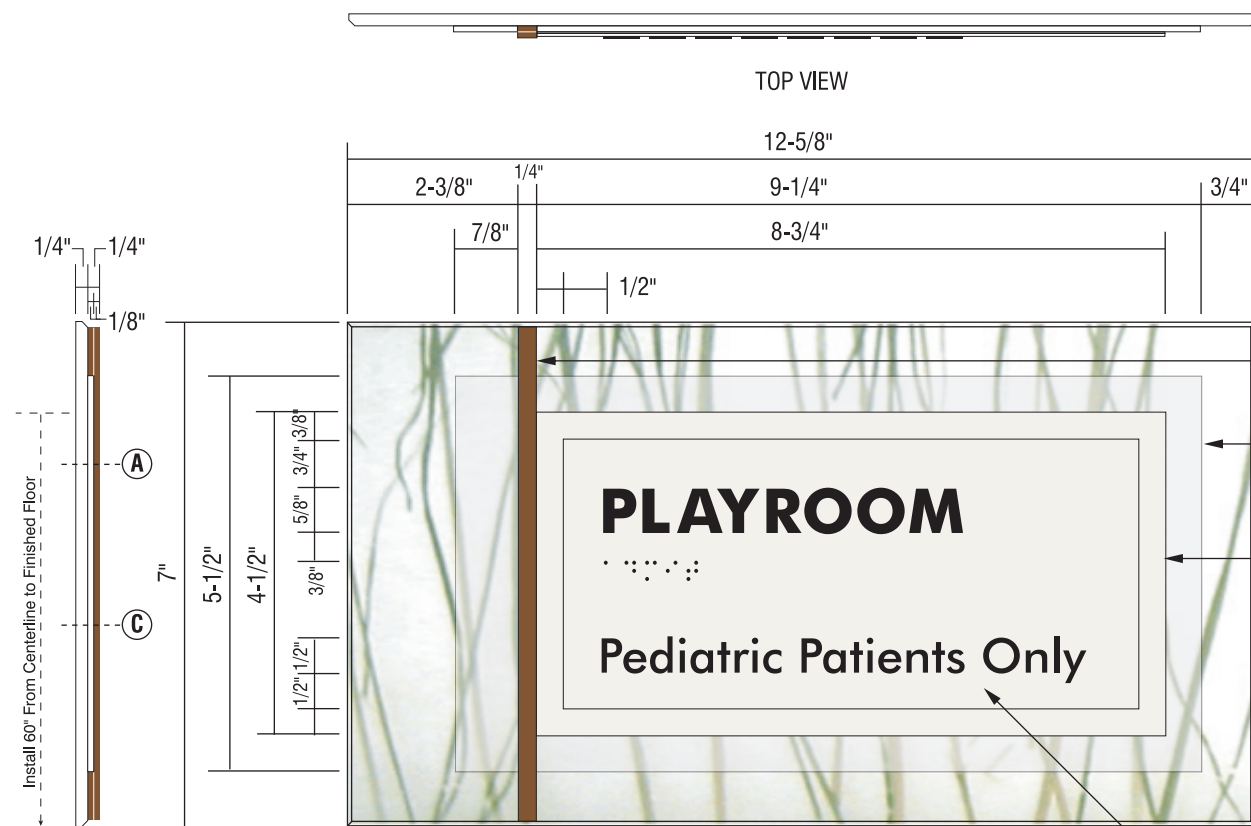 TOP VIEW
12-5/8"
2-3/8" 1/4" 9-1/4" 3/4"
7/8" 8-3/4"
1/2"
1/4" 1/4"
1/8"
Install 60" From Centerline to Finished Floor
A
C
7"
5-1/2"
4-1/2"
3/8"
3/4"
5/8"
3/8"
1/2"
1/2"
PLAYROOM
Pediatric Patients Only